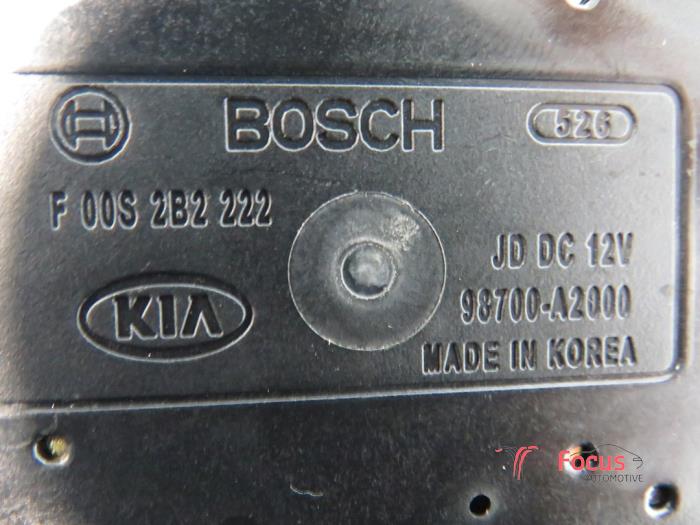 BOSCH 526
F 00S 2B2 222
JD DC 12V
KIA
98700-A2000
MADE IN KOREA
Focus
AUTOMOTIVE